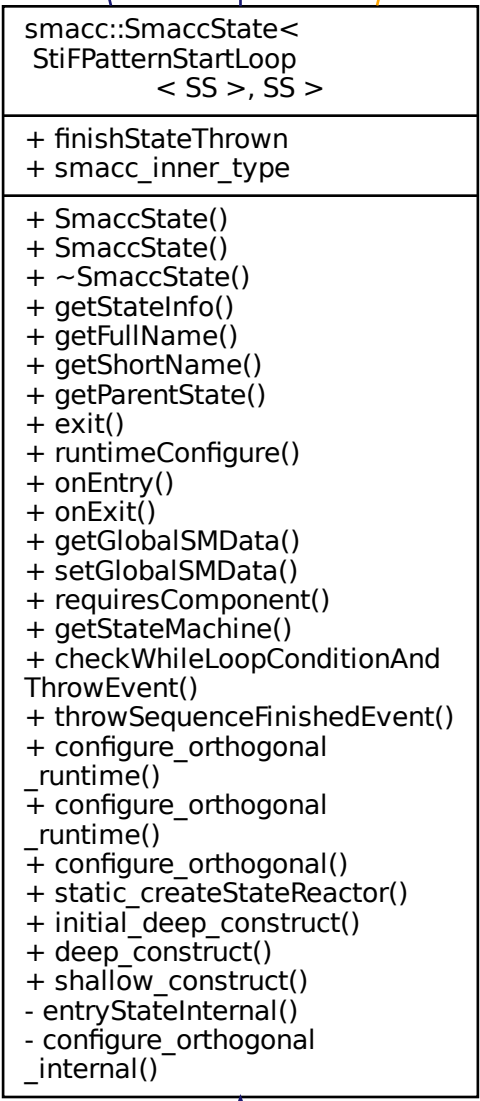 smacc::SmaccState<
StiFPatternStartLoop
< SS >, SS >
+ finishStateThrown
+ smacc_inner_type
+ SmaccState()
+ SmaccState()
+ ~SmaccState()
+ getStateInfo()
+ getFullName()
+ getShortName()
+ getParentState()
+ exit()
+ runtimeConfigure()
+ onEntry()
+ onExit()
+ getGlobalSMData()
+ setGlobalSMData()
+ requiresComponent()
+ getStateMachine()
+ checkWhileLoopConditionAnd
ThrowEvent()
+ throwSequenceFinishedEvent()
+ configure_orthogonal
_runtime()
+ configure_orthogonal
_runtime()
+ configure_orthogonal()
+ static_createStateReactor()
+ initial_deep_construct()
+ deep_construct()
+ shallow_construct()
- entryStateInternal()
- configure_orthogonal
_internal()